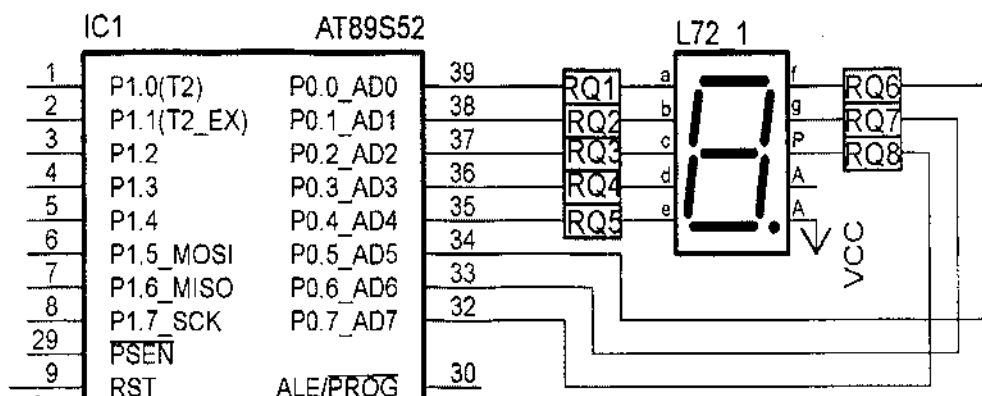 IC1 AT89S52 L72 1
1 P1.0(T2) P0.0_AD0 39 RQ1 a f RQ6
2 P1.1(T2_EX) P0.1_AD1 38 RQ2 b g RQ7
3 P1.2 P0.2_AD2 37 RQ3 c P RQ8
4 P1.3 P0.3_AD3 36 RQ4 d A
5 P1.4 P0.4_AD4 35 RQ5 e A
6 P1.5_MOSI P0.5_AD5 34
7 P1.6_MISO P0.6_AD6 33
8 P1.7_SCK P0.7_AD7 32
29 PSEN
9 RST ALE/PROG 30
VCC